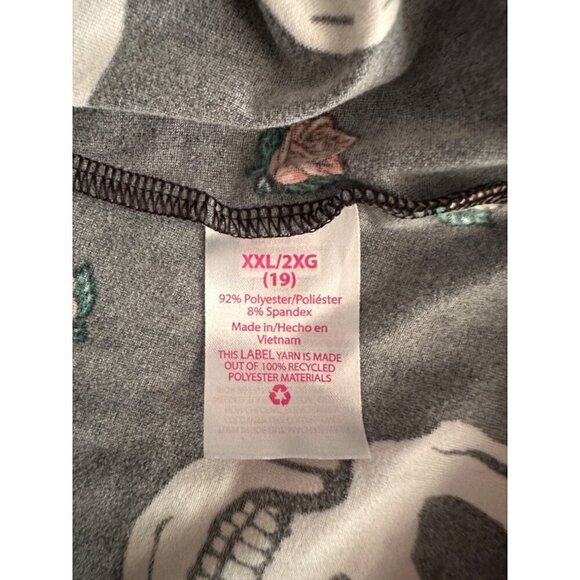 XXL/2XG
(19)
92% Polyester/Poliéster
8% Spandex
Made in/Hecho en
Vietnam
THIS LABEL YARN IS MADE
OUT OF 100% RECYCLED
POLYESTER MATERIALS